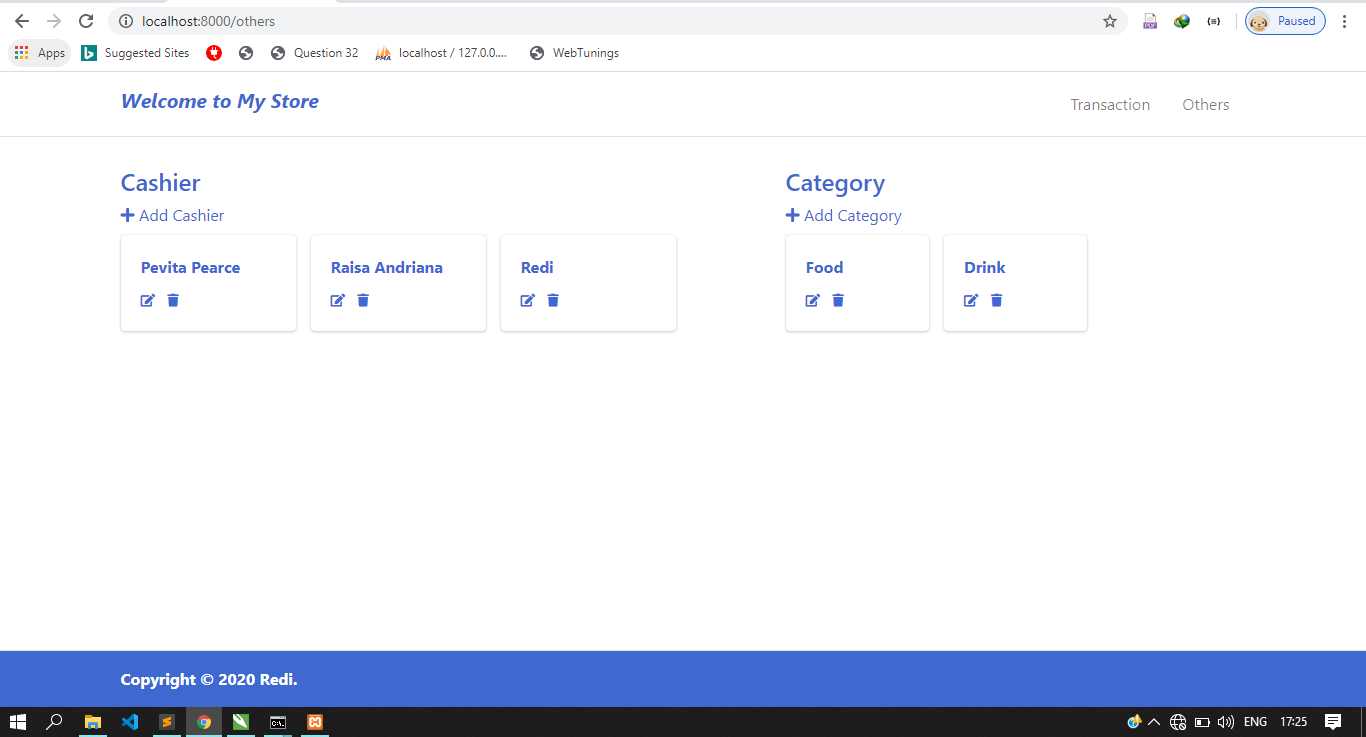 localhost:8000/others
Paused
Apps
Suggested Sites
Question 32
localhost / 127.0.0....
WebTunings
Welcome to My Store
Transaction
Others
Cashier
Add Cashier
Pevita Pearce
Raisa Andriana
Redi
Category
Add Category
Food
Drink
Copyright © 2020 Redi.
ENG
17:25